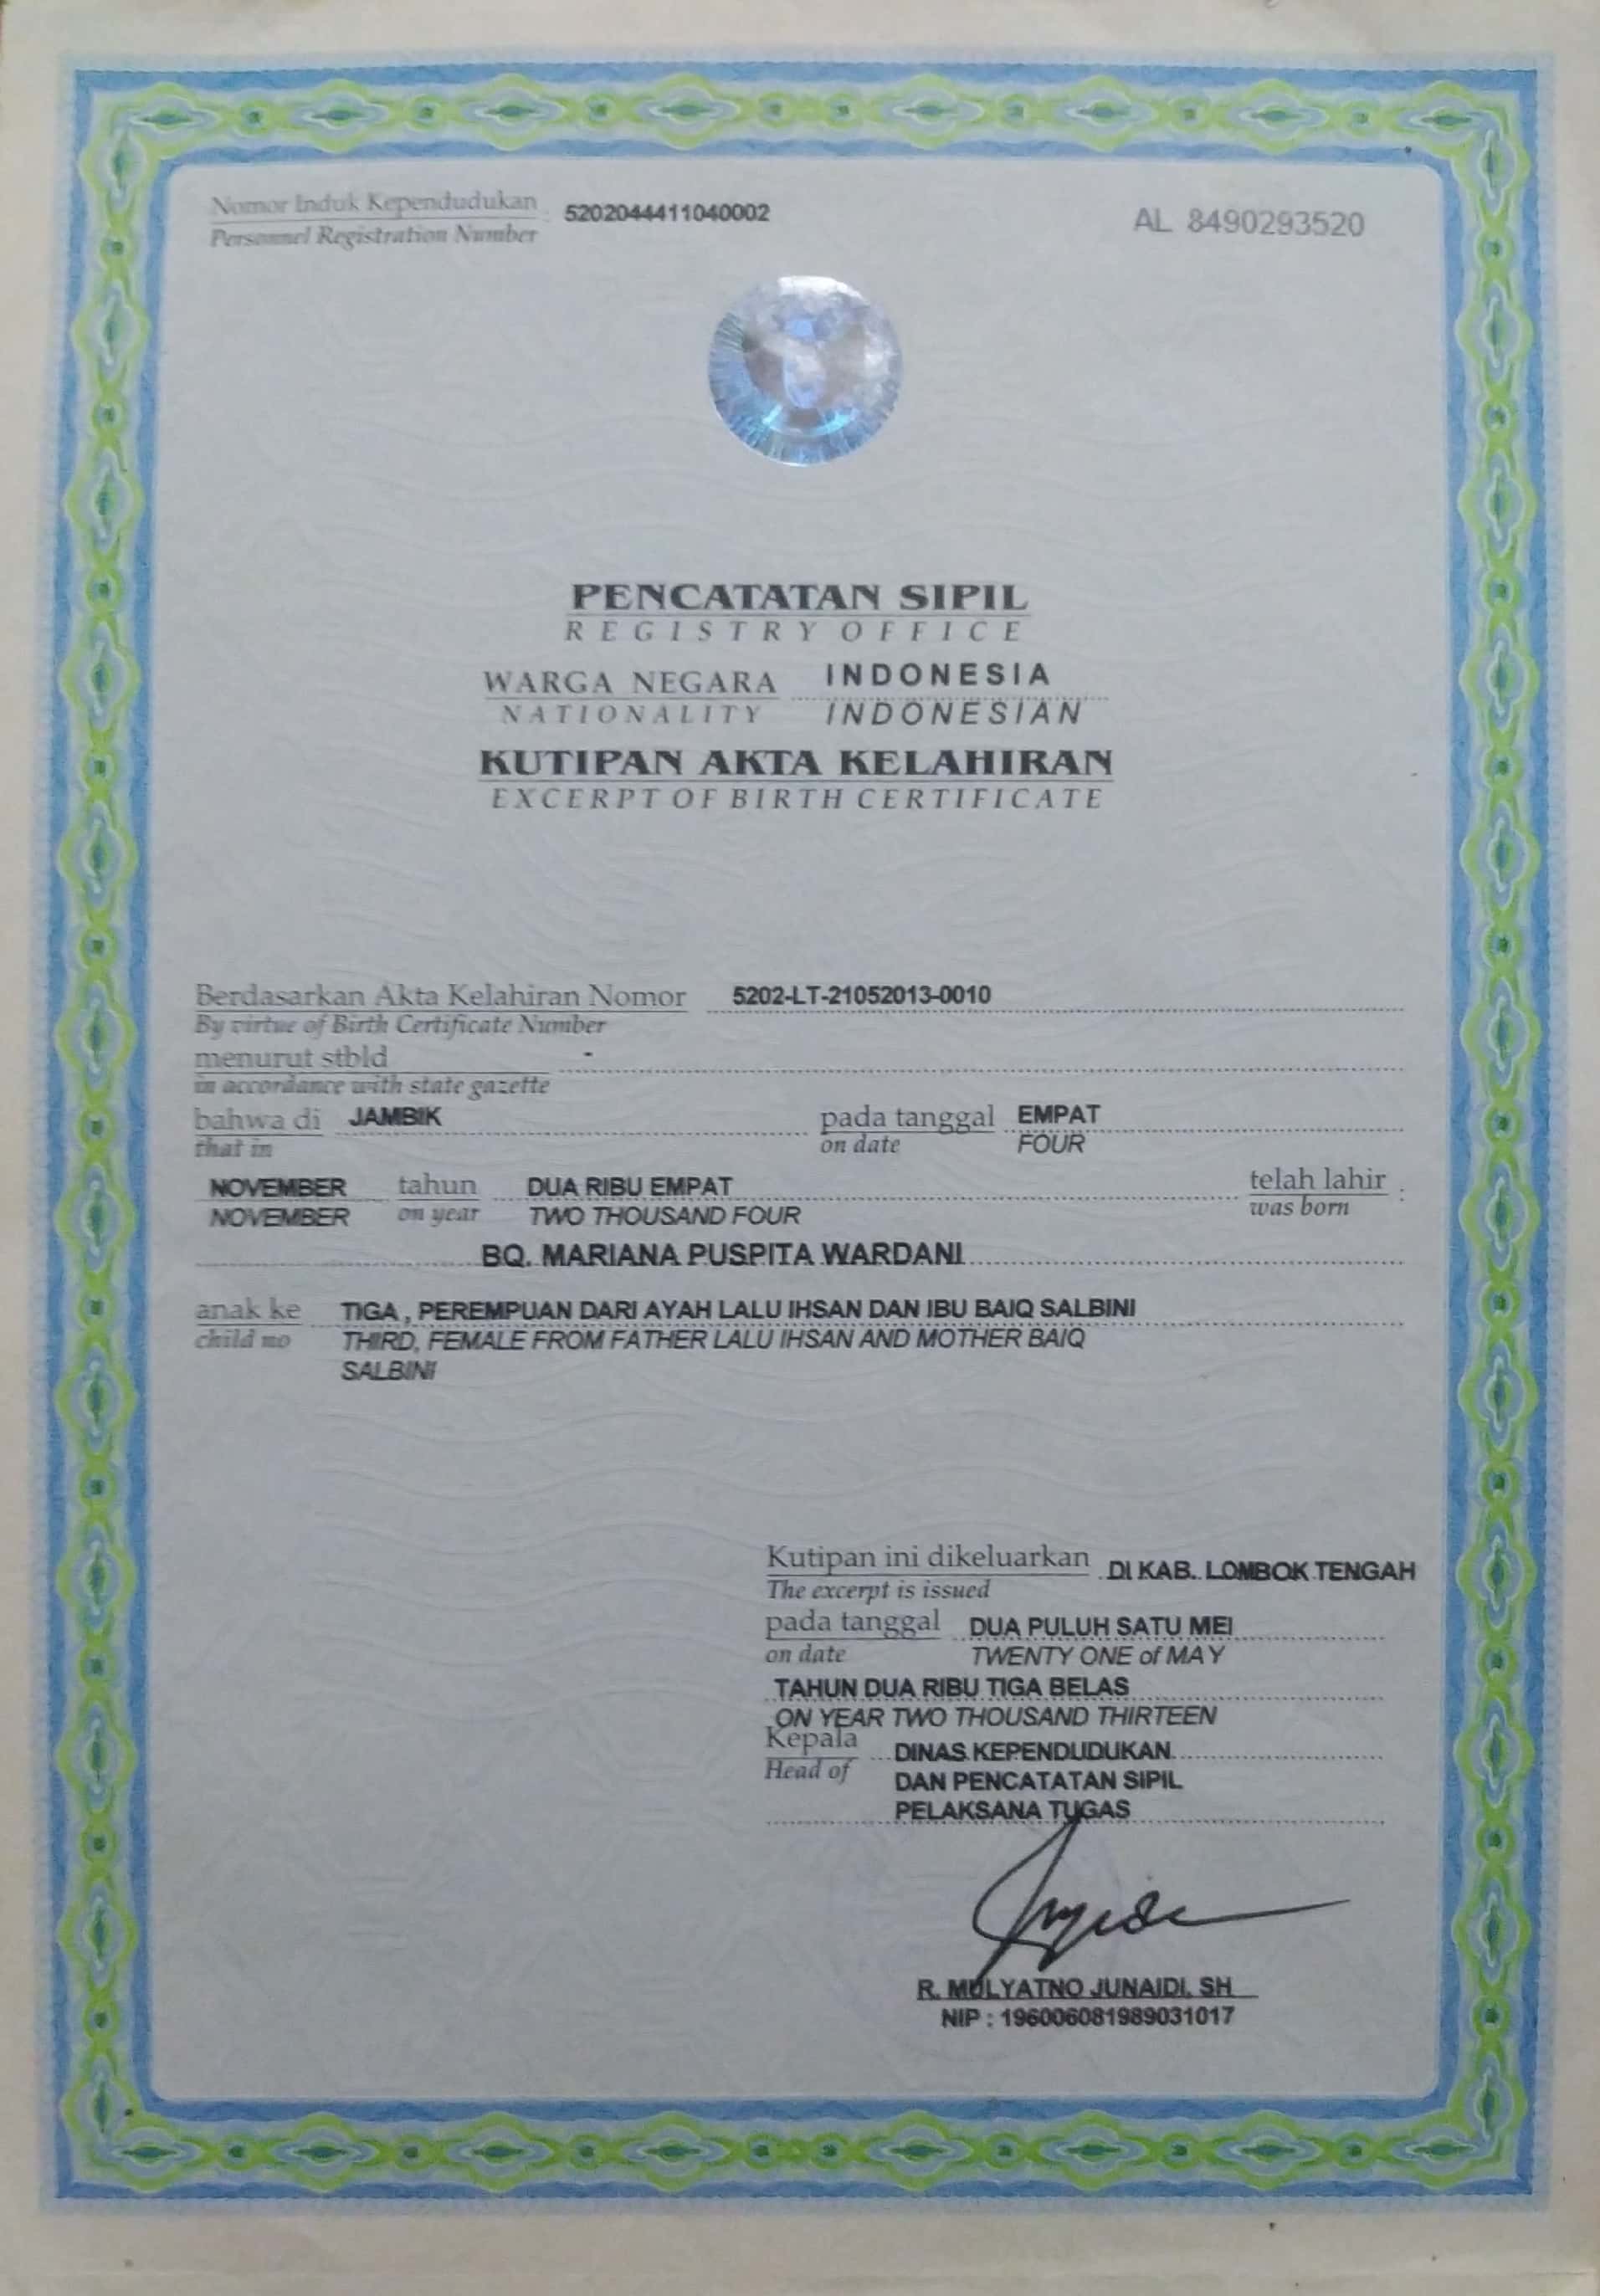 Nomor Induk Kependudukan : 5202044411040002
Personnel Registration Number
AL 8490293520
PENCATATAN SIPIL
REGISTRY OFFICE
WARGA NEGARA INDONESIA
NATIONALITY INDONESIAN
KUTIPAN AKTA KELAHIRAN
EXCERPT OF BIRTH CERTIFICATE
Berdasarkan Akta Kelahiran Nomor 5202-LT-21052013-0010
By virtue of Birth Certificate Number
menurut stbld -
in accordance with state gazette
bahwa di JAMBIK pada tanggal EMPAT
that in on date FOUR
NOVEMBER tahun DUA RIBU EMPAT telah lahir :
NOVEMBER on year TWO THOUSAND FOUR was born
BQ. MARIANA PUSPITA WARDANI
anak ke TIGA , PEREMPUAN DARI AYAH LALU IHSAN DAN IBU BAIQ SALBINI
child no THIRD, FEMALE FROM FATHER LALU IHSAN AND MOTHER BAIQ
SALBINI
Kutipan ini dikeluarkan DI KAB. LOMBOK TENGAH
The excerpt is issued
pada tanggal DUA PULUH SATU MEI
on date TWENTY ONE of MAY
TAHUN DUA RIBU TIGA BELAS
ON YEAR TWO THOUSAND THIRTEEN
Kepala DINAS KEPENDUDUKAN
Head of DAN PENCATATAN SIPIL
PELAKSANA TUGAS
R. MULYATNO JUNAIDI, SH
NIP : 196006081989031017